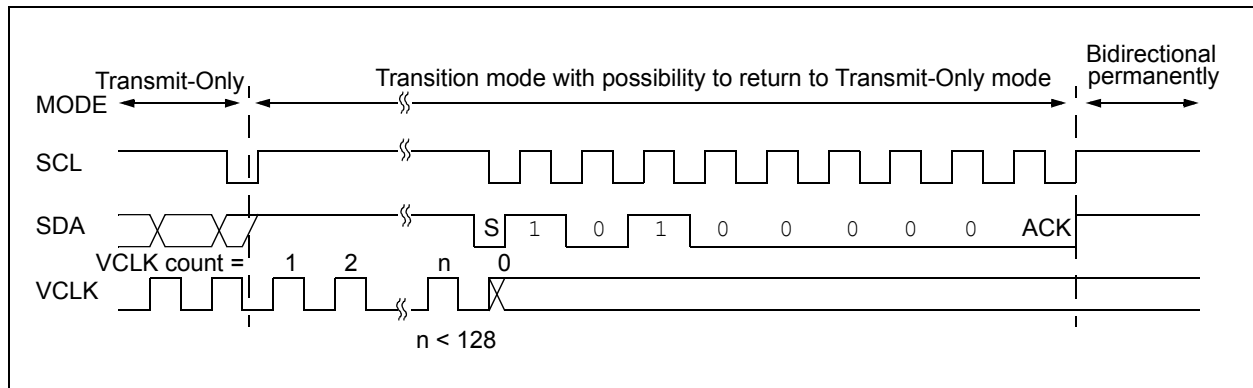 Transmit-Only
Transition mode with possibility to return to Transmit-Only mode
Bidirectional
permanently
MODE
SCL
SDA
S 1 0 1 0 0 0 0 0 ACK
VCLK count = 1 2 n 0
VCLK
n < 128